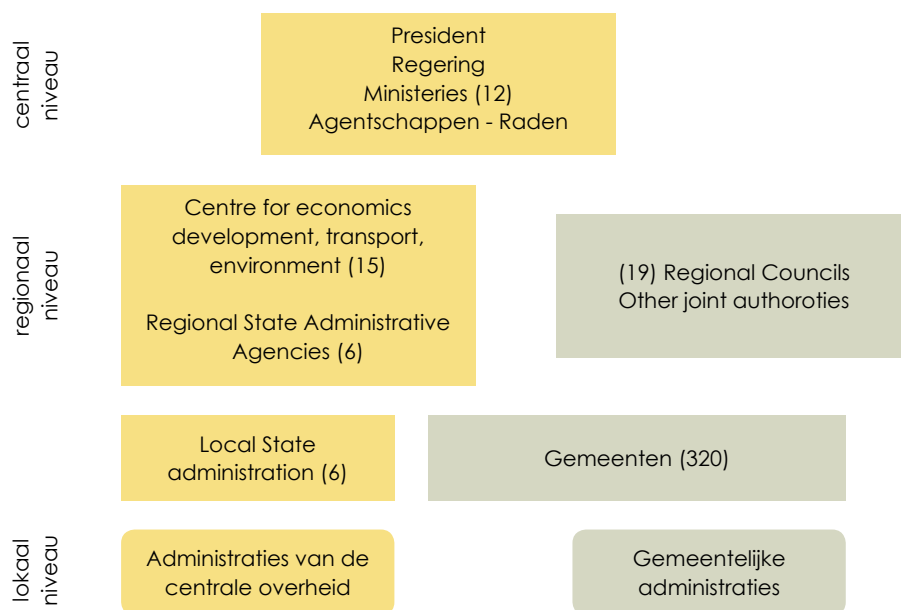 centraal
niveau
President
Regering
Ministeries (12)
Agentschappen - Raden
regionaal
niveau
Centre for economics
development, transport,
environment (15)
Regional State Administrative
Agencies (6)
(19) Regional Councils
Other joint authoroties
lokaal
niveau
Local State
administration (6)
Gemeenten (320)
Administraties van de
centrale overheid
Gemeentelijke
administraties